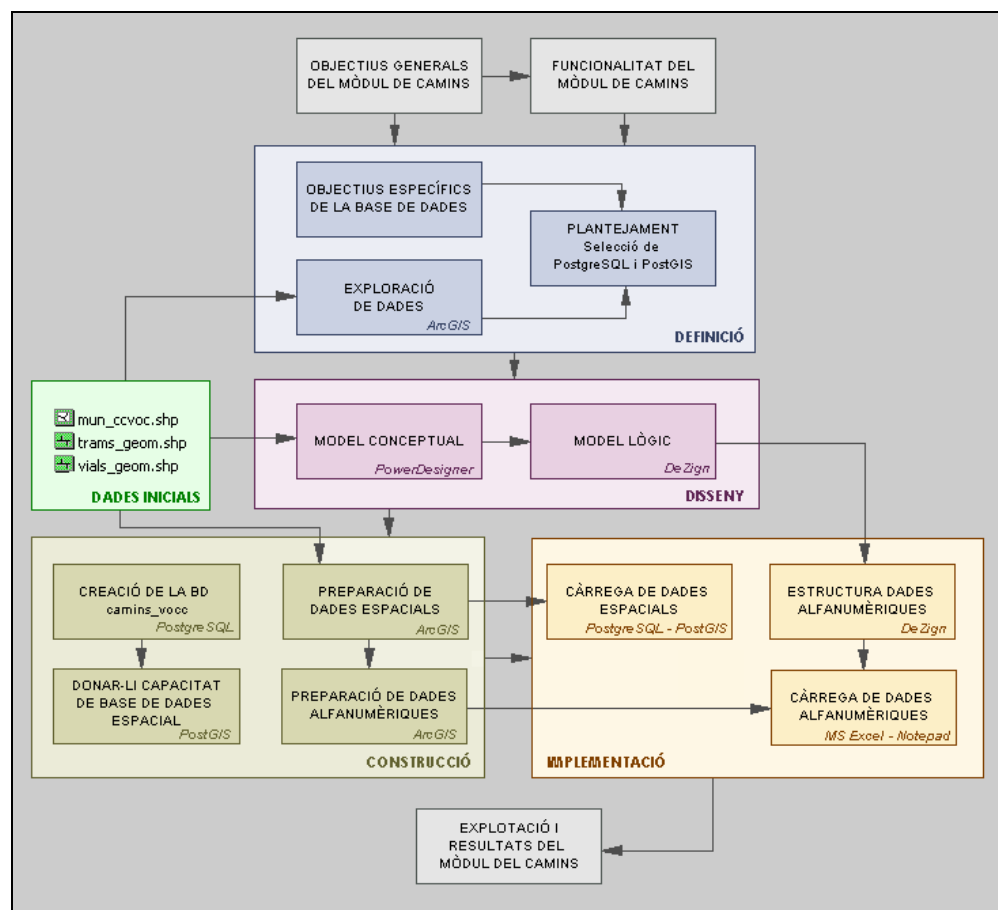 OBJECTIUS GENERALS
DEL MÒDUL DE CAMINS
FUNCIONALITAT DEL
MÒDUL DE CAMINS
OBJECTIUS ESPECÍFICS
DE LA BASE DE DADES
PLANTEJAMENT
Selecció de
PostgreSQL i PostGIS
EXPLORACIÓ
DE DADES
ArcGIS
DEFINICIÓ
mun_ccvoc.shp
trams_geom.shp
vials_geom.shp
DADES INICIALS
MODEL CONCEPTUAL
PowerDesigner
MODEL LÒGIC
DeZign
DISSENY
CREACIÓ DE LA BD
camins_vocc
PostgreSQL
PREPARACIÓ DE
DADES ESPACIALS
ArcGIS
DONAR-LI CAPACITAT
DE BASE DE DADES
ESPACIAL
PostGIS
PREPARACIÓ DE DADES
ALFANUMÈRIQUES
ArcGIS
CONSTRUCCIÓ
CÀRREGA DE DADES
ESPACIALS
PostgreSQL - PostGIS
ESTRUCTURA DADES
ALFANUMÈRIQUES
DeZign
CÀRREGA DE DADES
ALFANUMÈRIQUES
MS Excel - Notepad
IMPLEMENTACIÓ
EXPLOTACIÓ I
RESULTATS DEL
MÒDUL DEL CAMINS